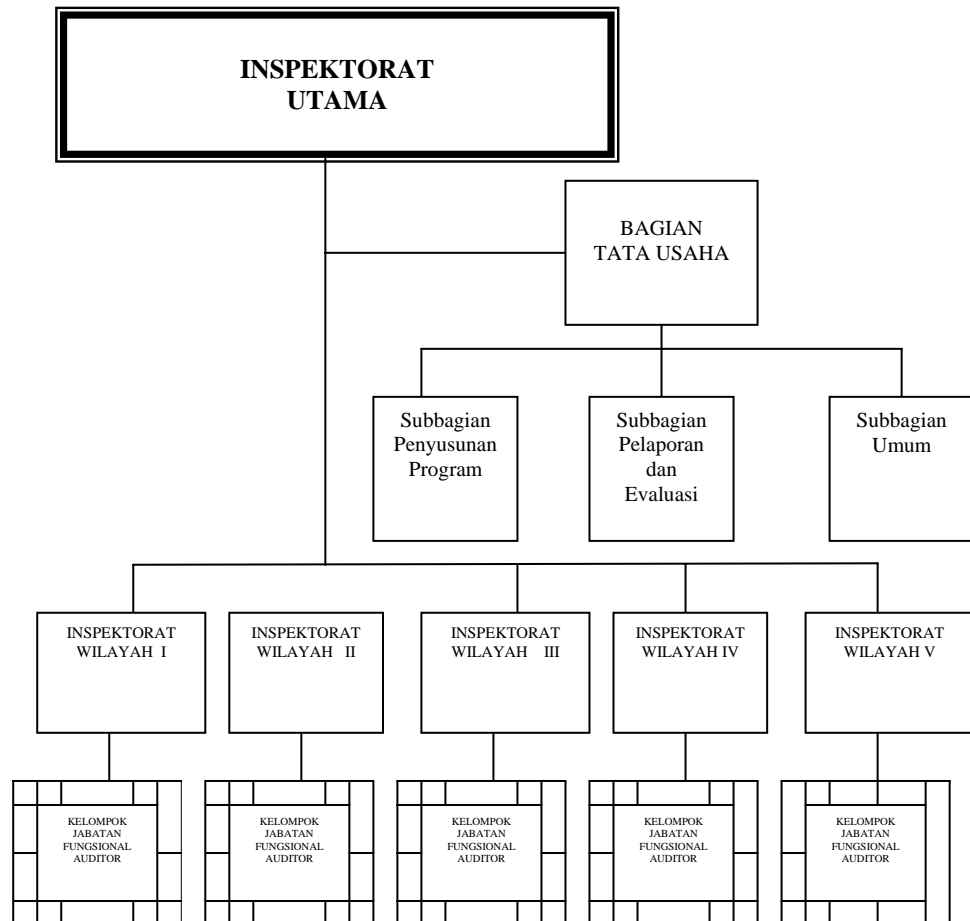 INSPEKTORAT
UTAMA
BAGIAN
TATA USAHA
Subbagian
Penyusunan
Program
Subbagian
Pelaporan
dan
Evaluasi
Subbagian
Umum
INSPEKTORAT
WILAYAH I
INSPEKTORAT
WILAYAH II
INSPEKTORAT
WILAYAH III
INSPEKTORAT
WILAYAH IV
INSPEKTORAT
WILAYAH V
KELOMPOK
JABATAN
FUNGSIONAL
AUDITOR
KELOMPOK
JABATAN
FUNGSIONAL
AUDITOR
KELOMPOK
JABATAN
FUNGSIONAL
AUDITOR
KELOMPOK
JABATAN
FUNGSIONAL
AUDITOR
KELOMPOK
JABATAN
FUNGSIONAL
AUDITOR